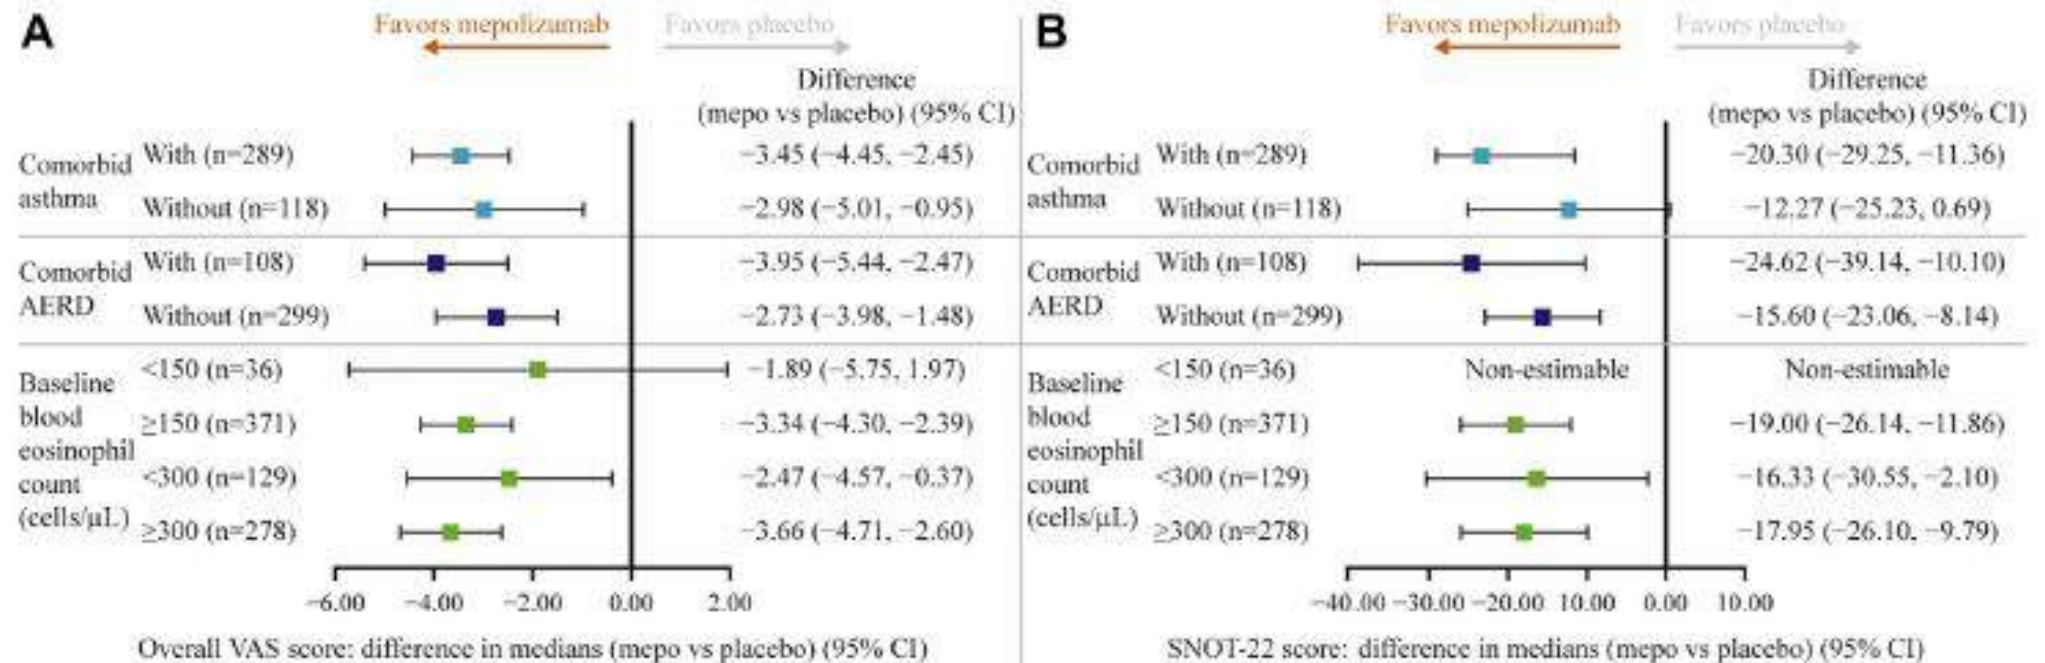 A
Favors mepolizumab
Favors placebo
Difference
(mepo vs placebo) (95% CI)
Comorbid
asthma
With (n=289)
−3.45 (−4.45, −2.45)
Without (n=118)
−2.98 (−5.01, −0.95)
Comorbid
AERD
With (n=108)
−3.95 (−5.44, −2.47)
Without (n=299)
−2.73 (−3.98, −1.48)
Baseline
blood
eosinophil
count
(cells/μL)
<150 (n=36)
−1.89 (−5.75, 1.97)
≥150 (n=371)
−3.34 (−4.30, −2.39)
<300 (n=129)
−2.47 (−4.57, −0.37)
≥300 (n=278)
−3.66 (−4.71, −2.60)
−6.00 −4.00 −2.00 0.00 2.00
Overall VAS score: difference in medians (mepo vs placebo) (95% CI)
B
Favors mepolizumab
Favors placebo
Difference
(mepo vs placebo) (95% CI)
Comorbid
asthma
With (n=289)
−20.30 (−29.25, −11.36)
Without (n=118)
−12.27 (−25.23, 0.69)
Comorbid
AERD
With (n=108)
−24.62 (−39.14, −10.10)
Without (n=299)
−15.60 (−23.06, −8.14)
Baseline
blood
eosinophil
count
(cells/μL)
<150 (n=36)
Non-estimable
Non-estimable
≥150 (n=371)
−19.00 (−26.14, −11.86)
<300 (n=129)
−16.33 (−30.55, −2.10)
≥300 (n=278)
−17.95 (−26.10, −9.79)
−40.00 −30.00 −20.00 10.00 0.00 10.00
SNOT-22 score: difference in medians (mepo vs placebo) (95% CI)